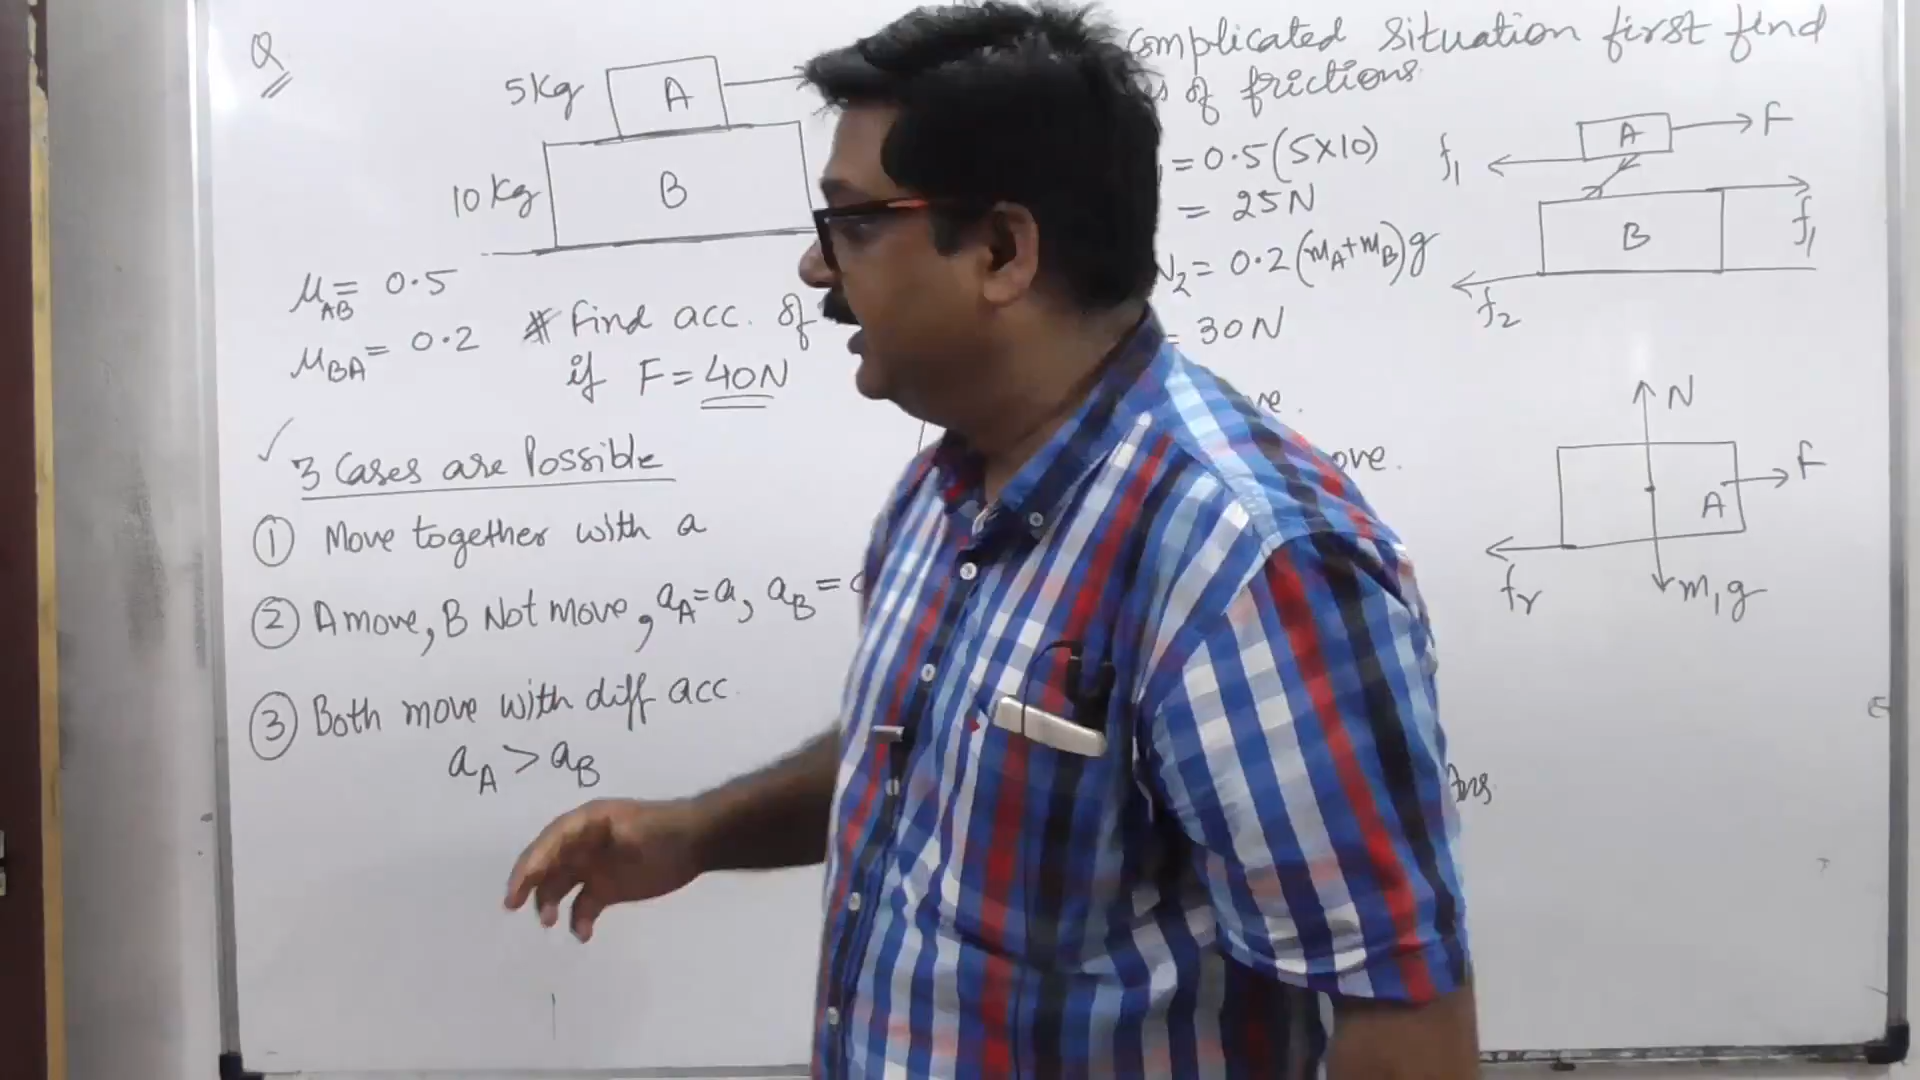 Q
5Kg
A
10Kg
B
μAB = 0.5
μBA = 0.2
# Find acc. of
if F = 40N
3 Cases are Possible
① Move together with a
② A move, B Not move, aA = a, aB =
③ Both move with diff acc.
aA > aB
complicated situation first find
of frictions
= 0.5(5×10)
= 25N
N2 = 0.2(mA+mB)g
= 30N
A
F
f1
B
f1
f2
N
F
A
fr
m1g
Ans